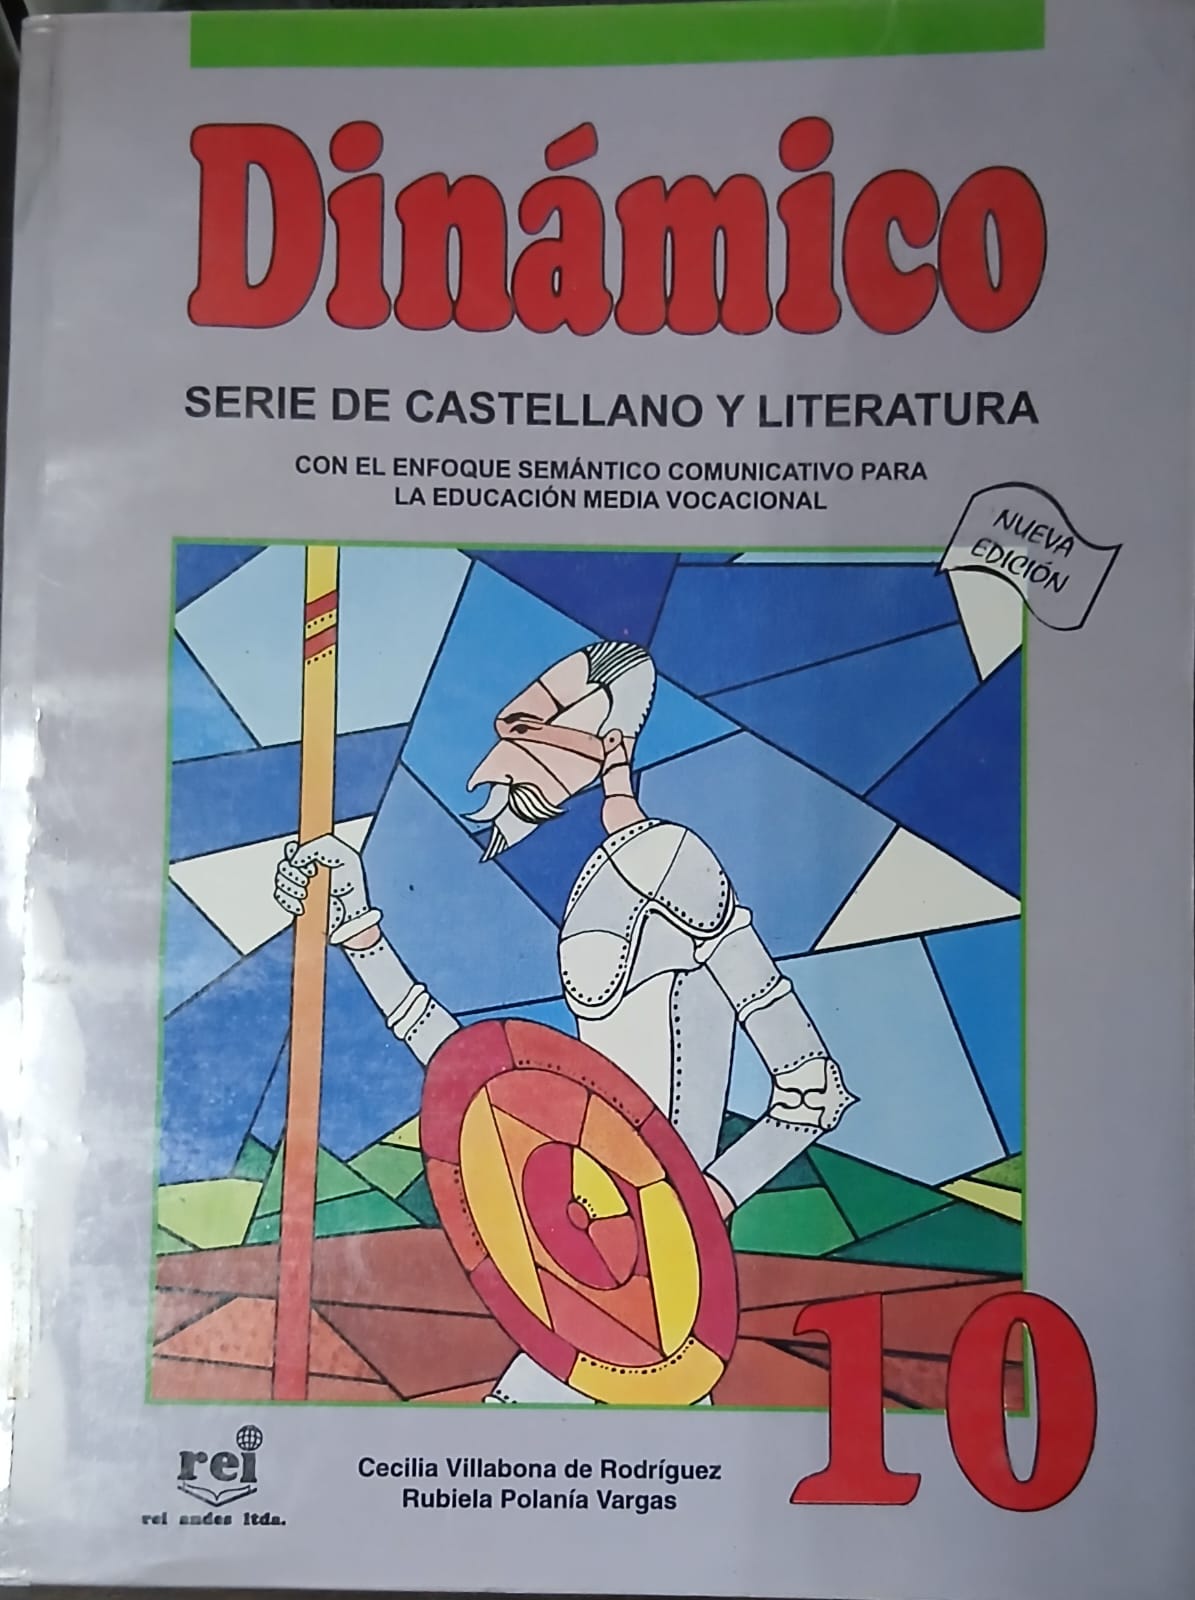 Dinámico
SERIE DE CASTELLANO Y LITERATURA
CON EL ENFOQUE SEMÁNTICO COMUNICATIVO PARA
LA EDUCACIÓN MEDIA VOCACIONAL
NUEVA
EDICIÓN
10
rei
rei andes ltda.
Cecilia Villabona de Rodríguez
Rubiela Polanía Vargas